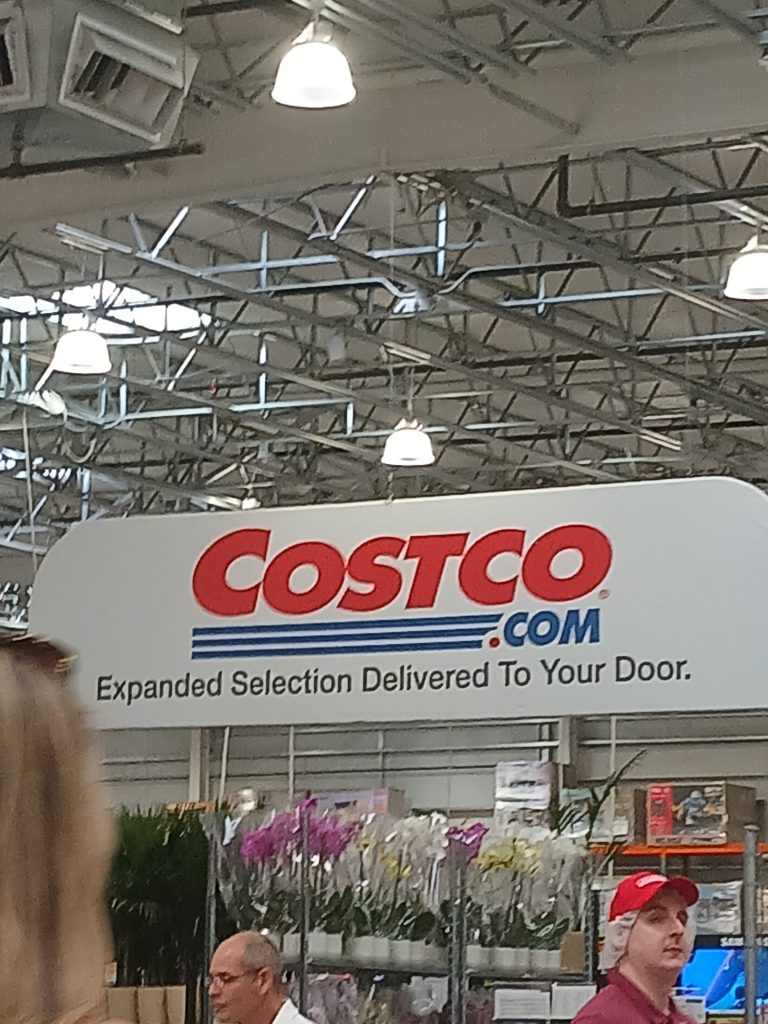 COSTCO
.COM
Expanded Selection Delivered To Your Door.